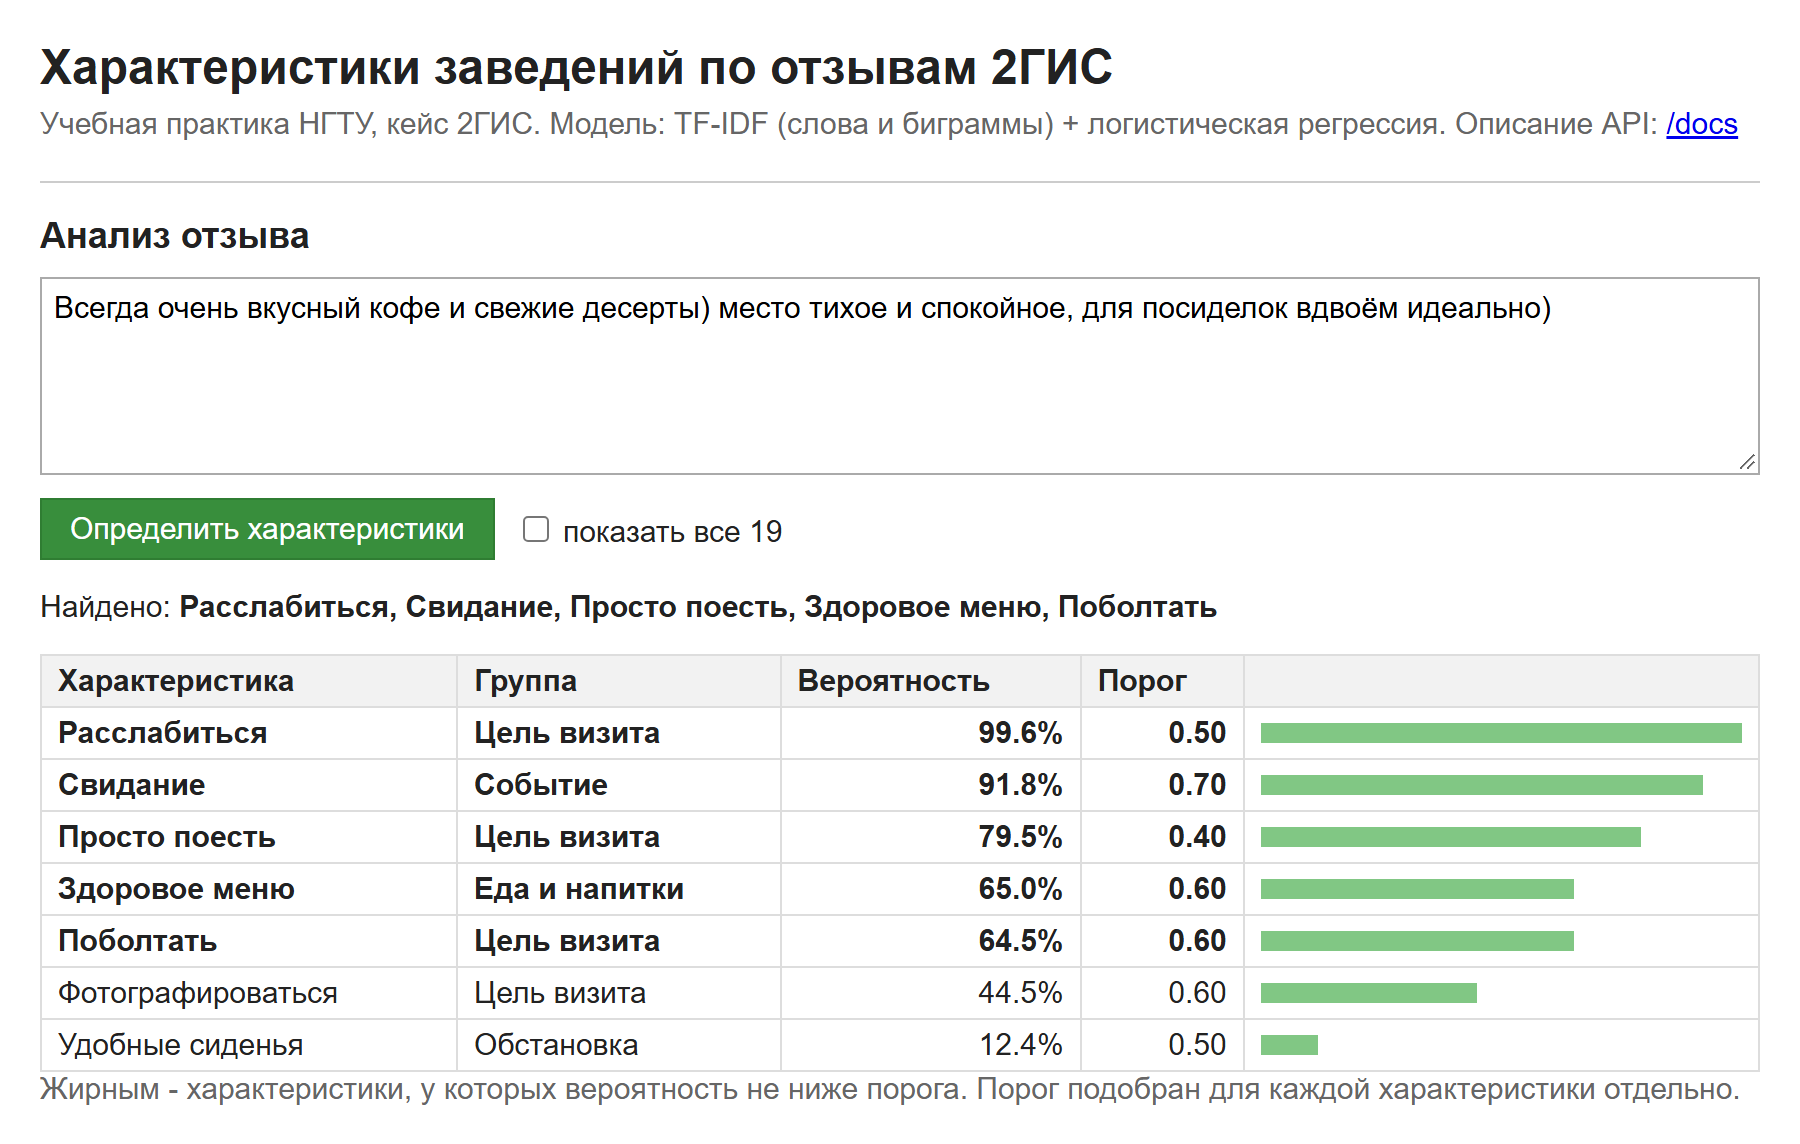 Характеристики заведений по отзывам 2ГИС
Учебная практика НГТУ, кейс 2ГИС. Модель: TF-IDF (слова и биграммы) + логистическая регрессия. Описание API: /docs
Анализ отзыва
Всегда очень вкусный кофе и свежие десерты) место тихое и спокойное, для посиделок вдвоём идеально)
Определить характеристики показать все 19
Найдено: Расслабиться, Свидание, Просто поесть, Здоровое меню, Поболтать
Характеристика Группа Вероятность Порог
Расслабиться Цель визита 99.6% 0.50
Свидание Событие 91.8% 0.70
Просто поесть Цель визита 79.5% 0.40
Здоровое меню Еда и напитки 65.0% 0.60
Поболтать Цель визита 64.5% 0.60
Фотографироваться Цель визита 44.5% 0.60
Удобные сиденья Обстановка 12.4% 0.50
Жирным - характеристики, у которых вероятность не ниже порога. Порог подобран для каждой характеристики отдельно.